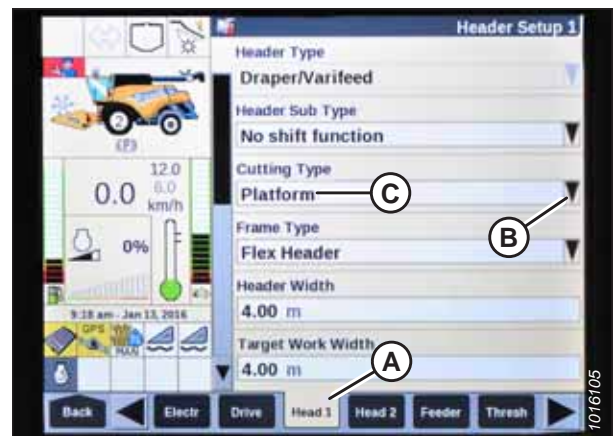 Header Setup 1
Header Type
Draper/Varifeed
Header Sub Type
No shift function
Cutting Type
Platform
C
B
Frame Type
Flex Header
Header Width
4.00 m
Target Work Width
4.00 m
A
2
(P)
12.0
0.0
6.0
km/h
0%
9:18 am - Jan 13, 2016
GPS
MAN
Back
Electr
Drive
Head 1
Head 2
Feeder
Thresh
1016105